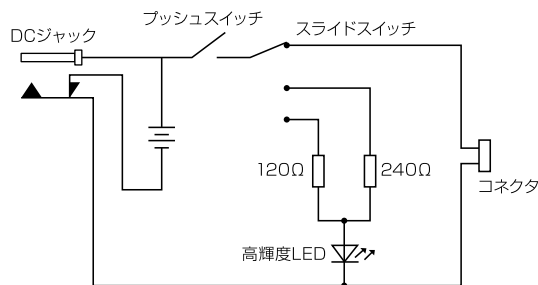 プッシュスイッチ
スライドスイッチ
DCジャック
120Ω
240Ω
コネクタ
高輝度LED